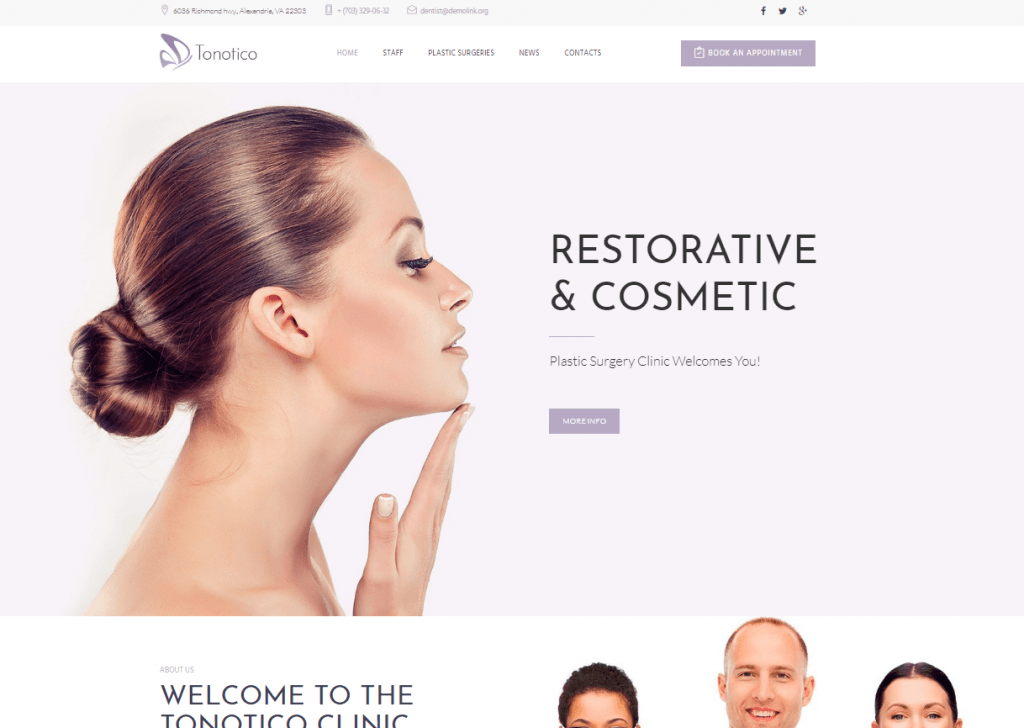 6036 Richmond hwy, Alexandria, VA 22303
+ (703) 329-06-32
dentist@demolink.org
Tonotico
HOME
STAFF
PLASTIC SURGERIES
NEWS
CONTACTS
BOOK AN APPOINTMENT
RESTORATIVE
& COSMETIC
Plastic Surgery Clinic Welcomes You!
MORE INFO
ABOUT US
WELCOME TO THE
TONOTICO CLINIC